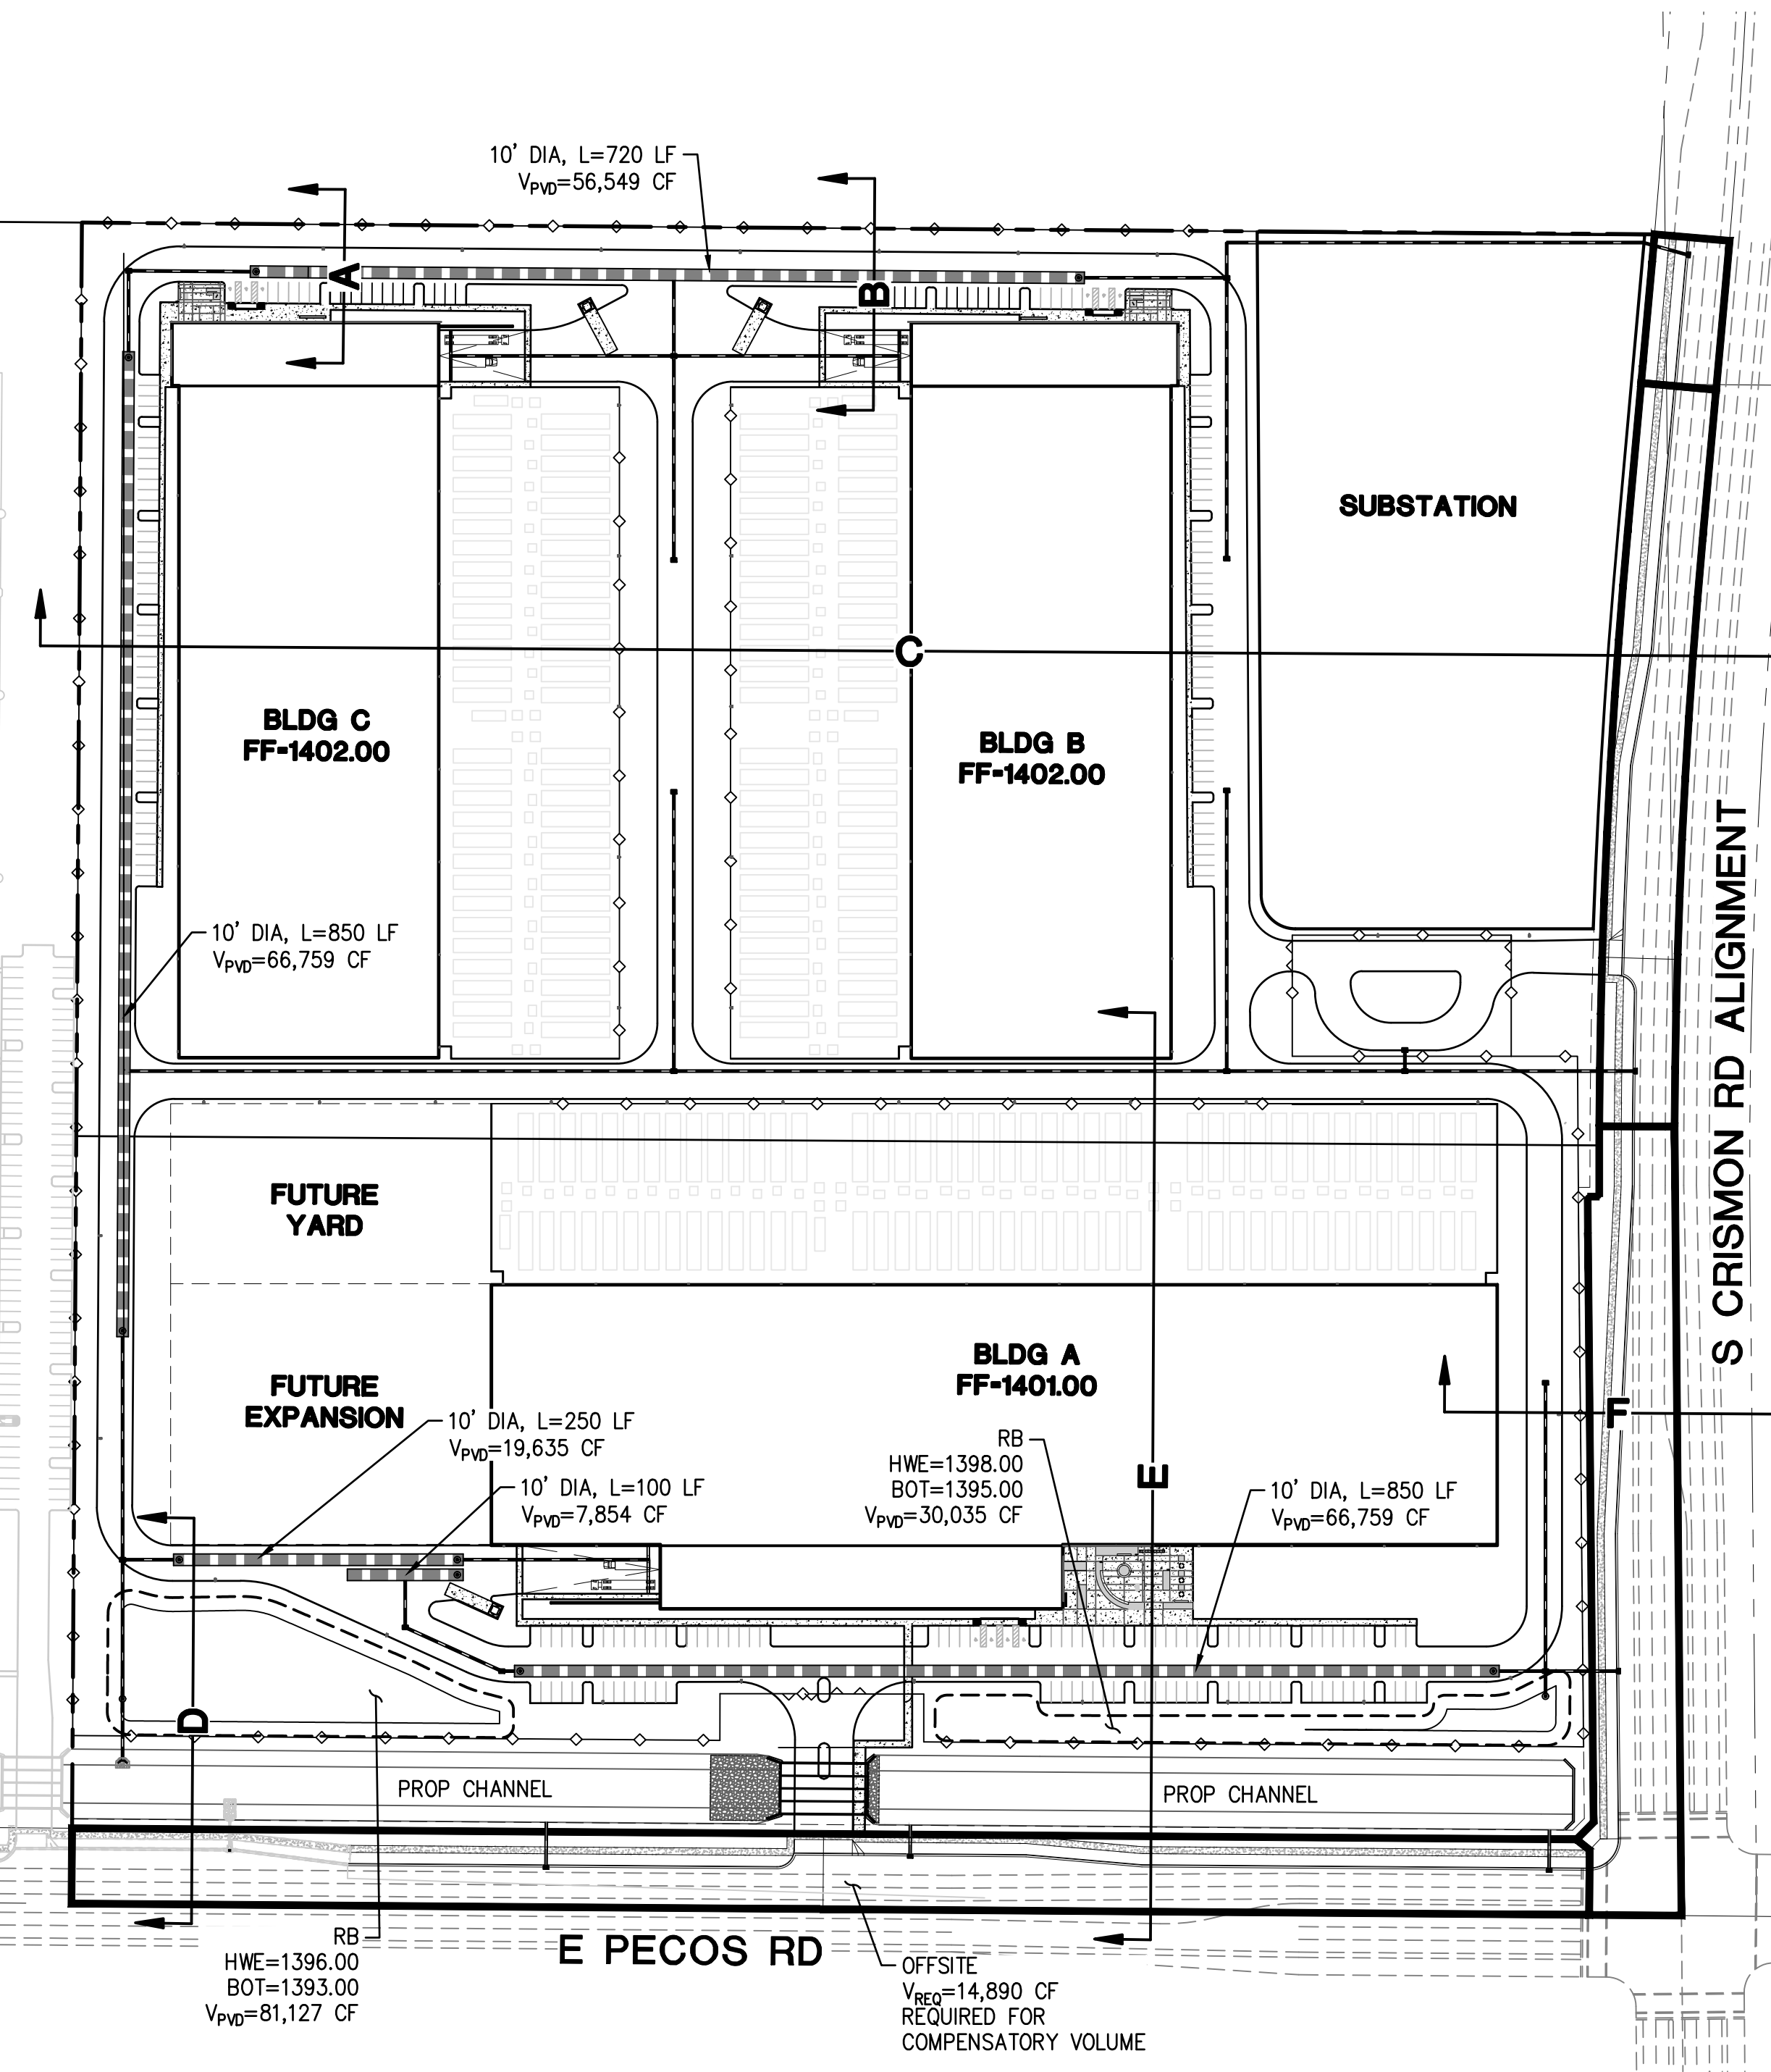 10' DIA, L=720 LF
VPVD=56,549 CF
A
B
SUBSTATION
C
BLDG C
FF=1402.00
BLDG B
FF=1402.00
S CRISMON RD ALIGNMENT
10' DIA, L=850 LF
VPVD=66,759 CF
FUTURE
YARD
BLDG A
FF=1401.00
FUTURE
EXPANSION
10' DIA, L=250 LF
VPVD=19,635 CF
F
RB
HWE=1398.00
BOT=1395.00
VPVD=30,035 CF
E
10' DIA, L=100 LF
VPVD=7,854 CF
10' DIA, L=850 LF
VPVD=66,759 CF
D
PROP CHANNEL
PROP CHANNEL
RB
HWE=1396.00
BOT=1393.00
VPVD=81,127 CF
E PECOS RD
OFFSITE
VREQ=14,890 CF
REQUIRED FOR
COMPENSATORY VOLUME